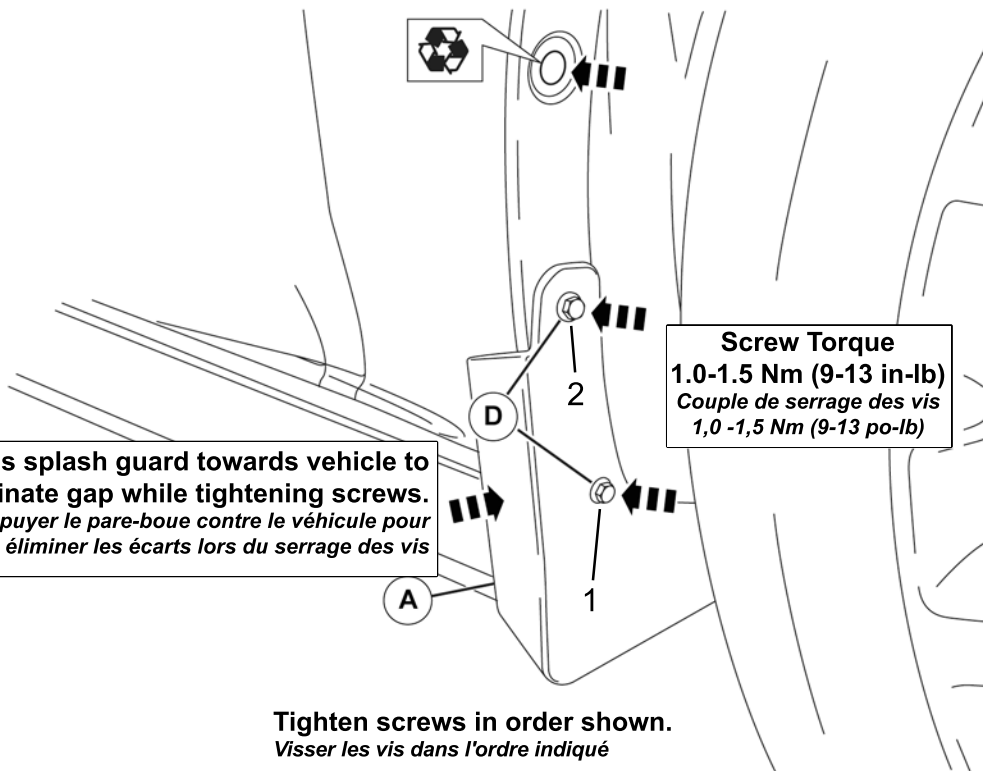 2
D
Screw Torque
1.0-1.5 Nm (9-13 in-lb)
Couple de serrage des vis
1,0 -1,5 Nm (9-13 po-lb)
splash guard towards vehicle to
gap while tightening screws.
le pare-boue contre le véhicule pour
éliminer les écarts lors du serrage des vis
A
1
Tighten screws in order shown.
Visser les vis dans l'ordre indiqué